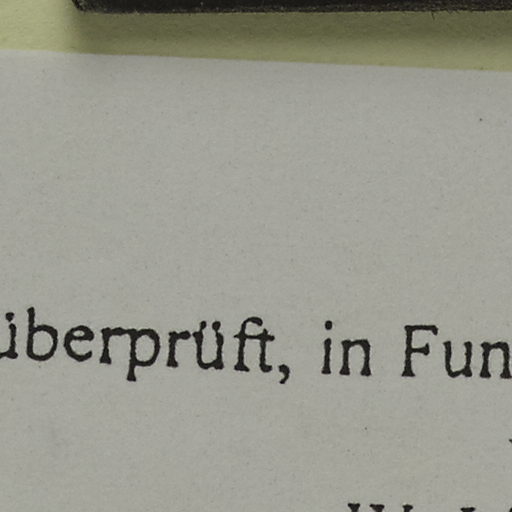 überprüft, in Fun